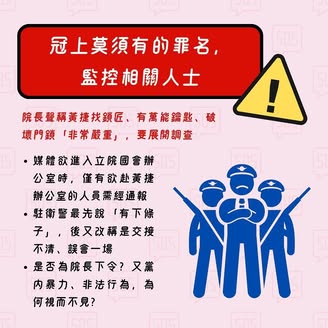 冠上莫須有的罪名，
監控相關人士
院長聲稱黃捷找鎖匠、有萬能鑰匙、破
壞門鎖「非常嚴重」，要展開調查
• 媒體欲進入立院國會辦
公室時，僅有欲赴黃捷
辦公室的人員需經通報
• 駐衛警最先說「有下條
子」，後又改稱是交接
不清、誤會一場
• 是否為院長下令？又黨
內暴力、非法行為，為
何視而不見？